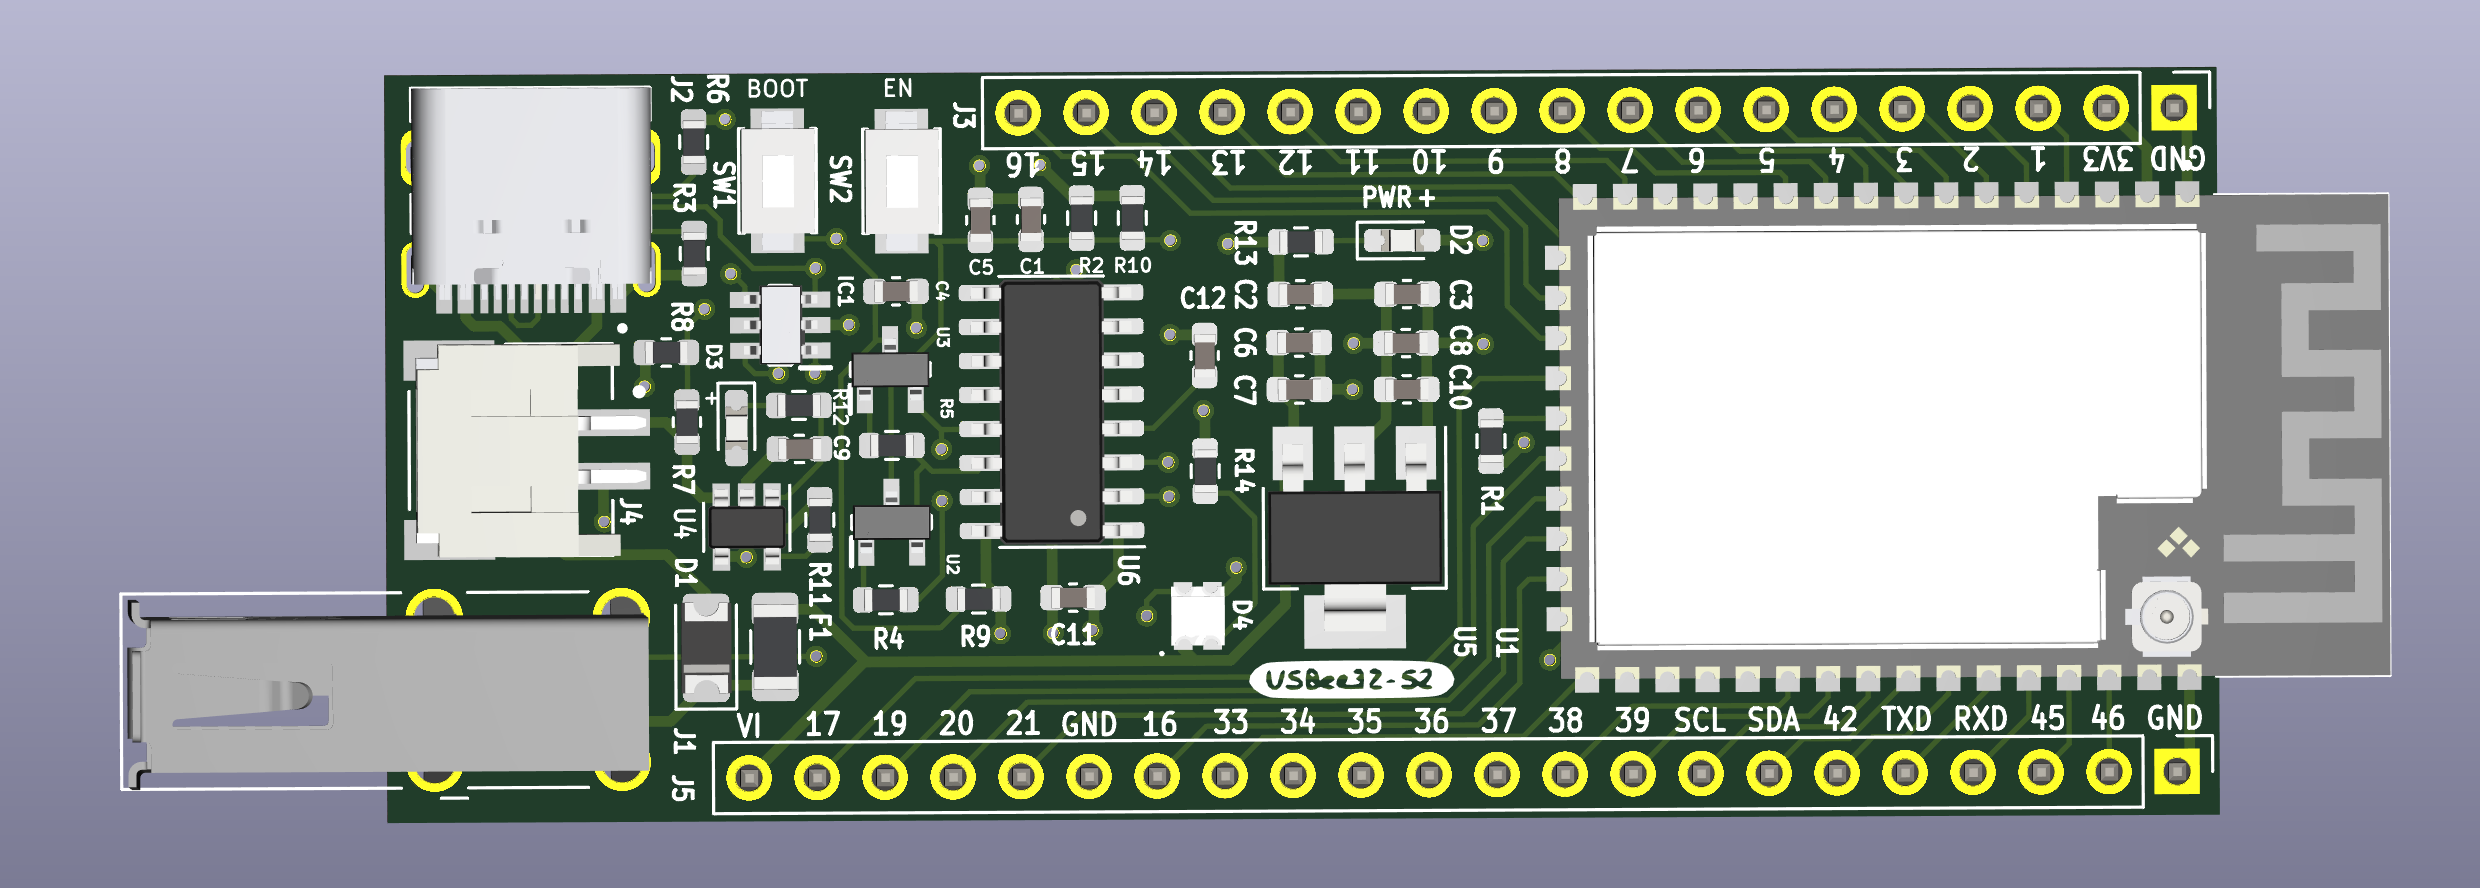 J2
R6
BOOT
EN
J3
16 15 14 13 12 11 10 9 8 7 6 5 4 3 2 1 3V3 GND
R3
SW1
SW2
PWR +
C5
C1
R2
R10
R13
D2
IC1
C4
C12
C2
C3
R8
D3
U3
C6
C8
+
R12
R5
C7
C10
C9
R7
J4
U4
R14
R1
D1
U2
U6
R11
F1
R4
R9
C11
D4
U5
U1
USBee32-S2
VI 17 19 20 21 GND 16 33 34 35 36 37 38 39 SCL SDA 42 TXD RXD 45 46 GND
J1
J5